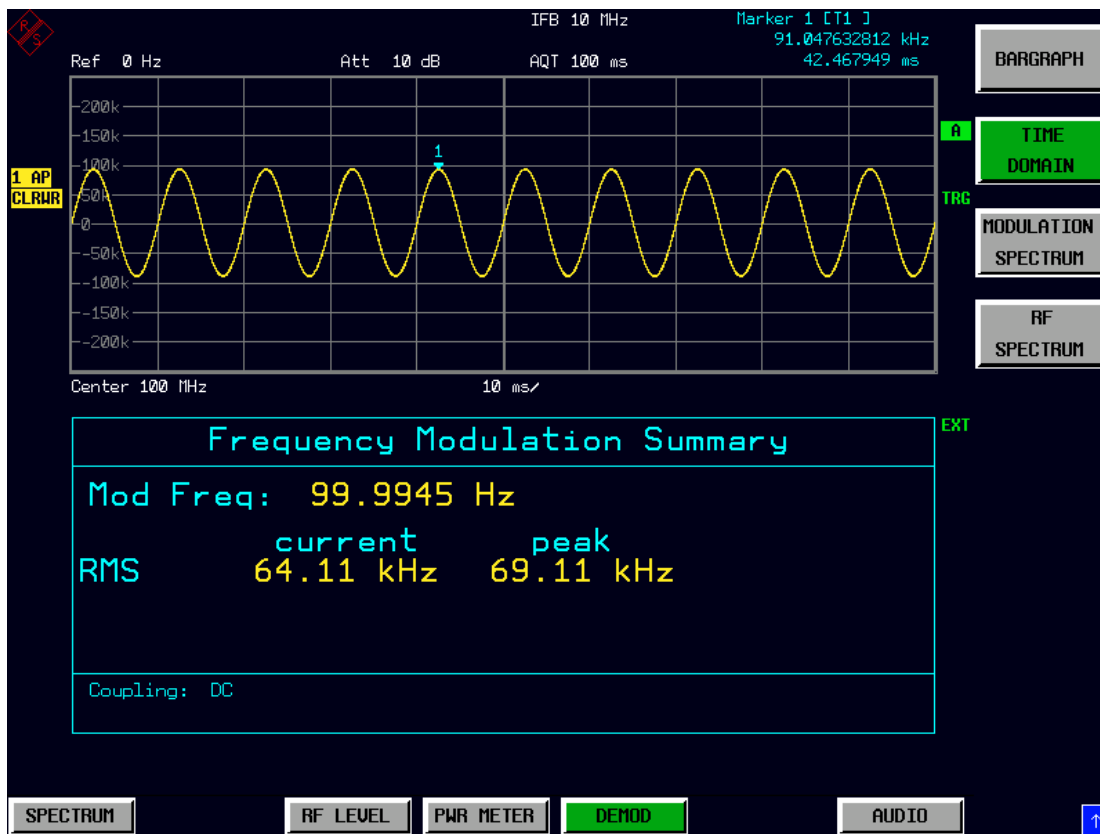 R
S
IFB 10 MHz
Marker 1 [T1 ]
91.047632812 kHz
Ref 0 Hz Att 10 dB AQT 100 ms 42.467949 ms
BARGRAPH
200k
150k
A
TIME
DOMAIN
1
100k
1 AP
CLRWR
50k
TRG
0
MODULATION
SPECTRUM
-50k
-100k
-150k
-200k
RF
SPECTRUM
Center 100 MHz 10 ms/
EXT
Frequency Modulation Summary
Mod Freq: 99.9945 Hz
current peak
RMS 64.11 kHz 69.11 kHz
Coupling: DC
SPECTRUM RF LEVEL PWR METER DEMOD AUDIO ↑